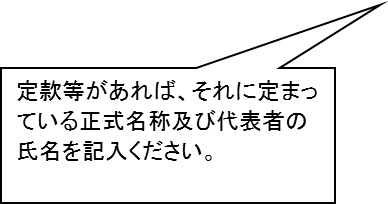 定款等があれば、それに定まっ
ている正式名称及び代表者の
氏名を記入ください。